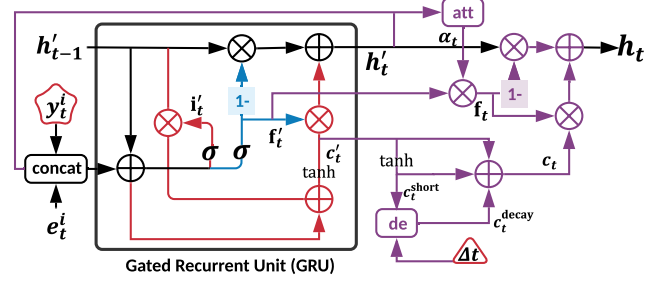 att
h'_{t-1}
α_t
h'_t
h_t
y_t^i
i'_t
1-
f'_t
f_t
1-
σ
σ
concat
c'_t
tanh
tanh
c_t
c_t^{short}
e_t^i
de
c_t^{decay}
Δt
Gated Recurrent Unit (GRU)